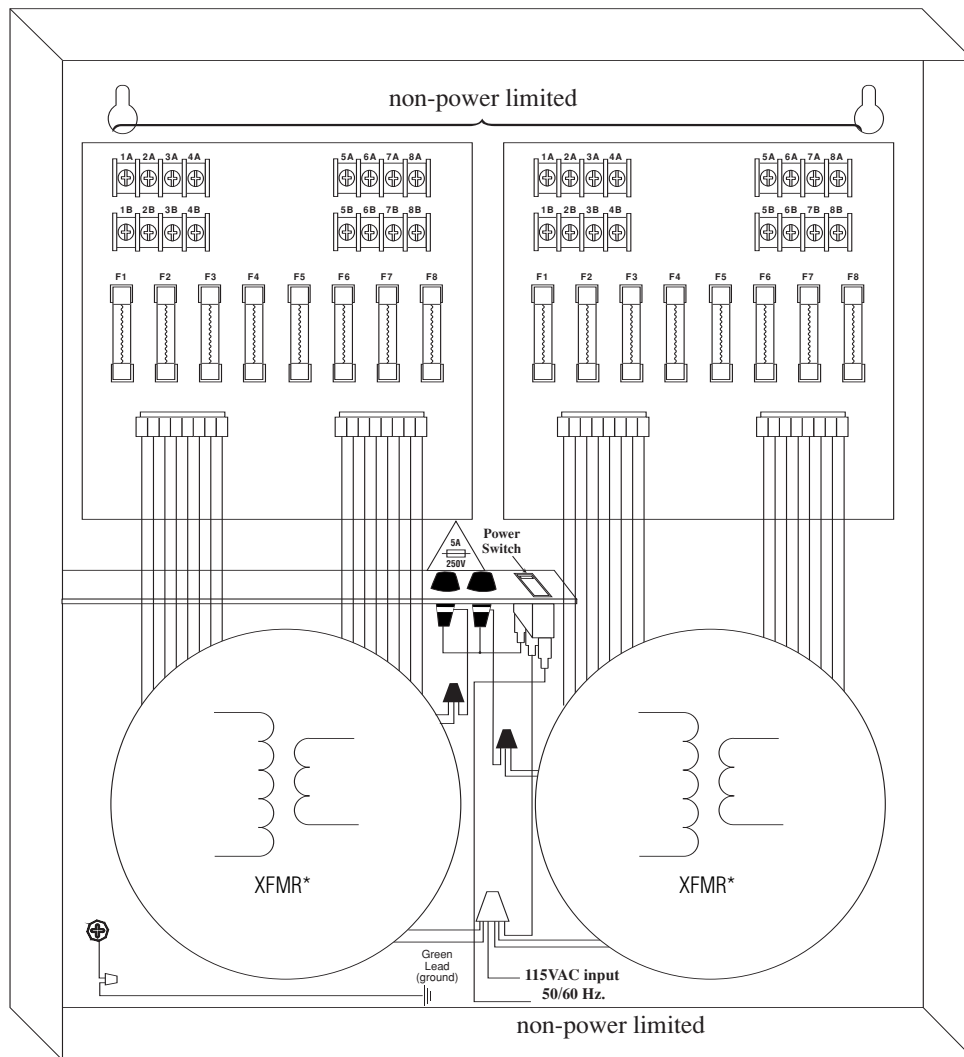 non-power limited
1A 2A 3A 4A 5A 6A 7A 8A 1A 2A 3A 4A 5A 6A 7A 8A
1B 2B 3B 4B 5B 6B 7B 8B 1B 2B 3B 4B 5B 6B 7B 8B
F1 F2 F3 F4 F5 F6 F7 F8 F1 F2 F3 F4 F5 F6 F7 F8
5A
250V
Power
Switch
XFMR* XFMR*
Green
Lead
(ground)
115VAC input
50/60 Hz.
non-power limited